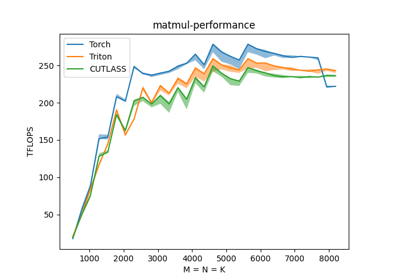 matmul-performance
Torch
Triton
CUTLASS
250
200
150
100
50
TFLOPS
1000 2000 3000 4000 5000 6000 7000 8000
M = N = K